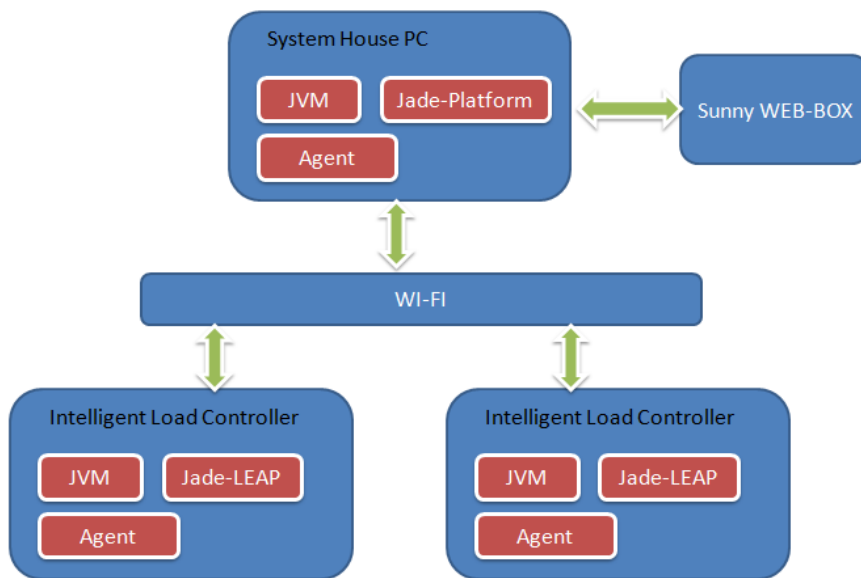 System House PC
JVM
Jade-Platform
Agent
Sunny WEB-BOX
WI-FI
Intelligent Load Controller
JVM
Jade-LEAP
Agent
Intelligent Load Controller
JVM
Jade-LEAP
Agent